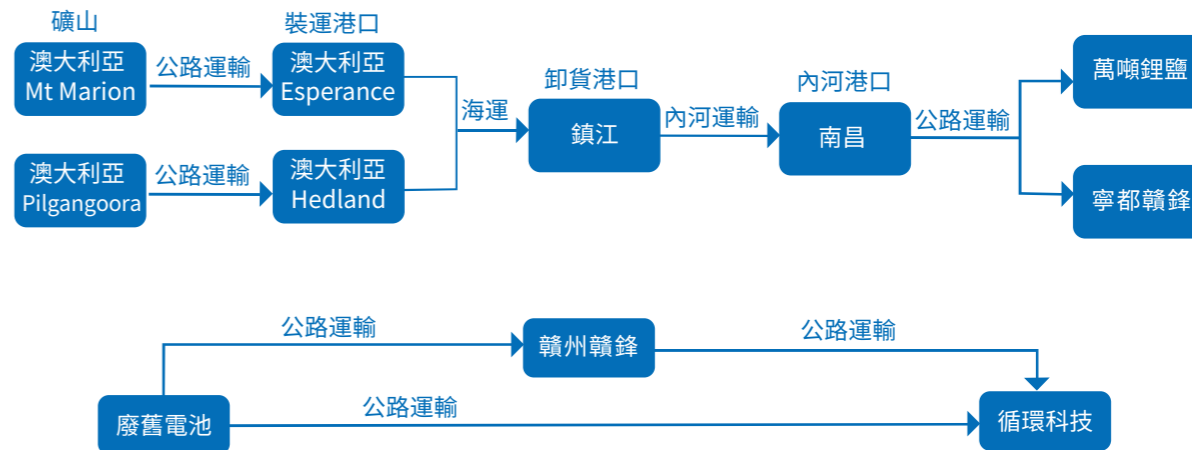 礦山
裝運港口
澳大利亞
Mt Marion
公路運輸
澳大利亞
Esperance
海運
卸貨港口
鎮江
內河運輸
內河港口
南昌
公路運輸
萬噸鋰鹽
澳大利亞
Pilgangoora
公路運輸
澳大利亞
Hedland
寧都贛鋒
公路運輸
贛州贛鋒
公路運輸
廢舊電池
公路運輸
循環科技